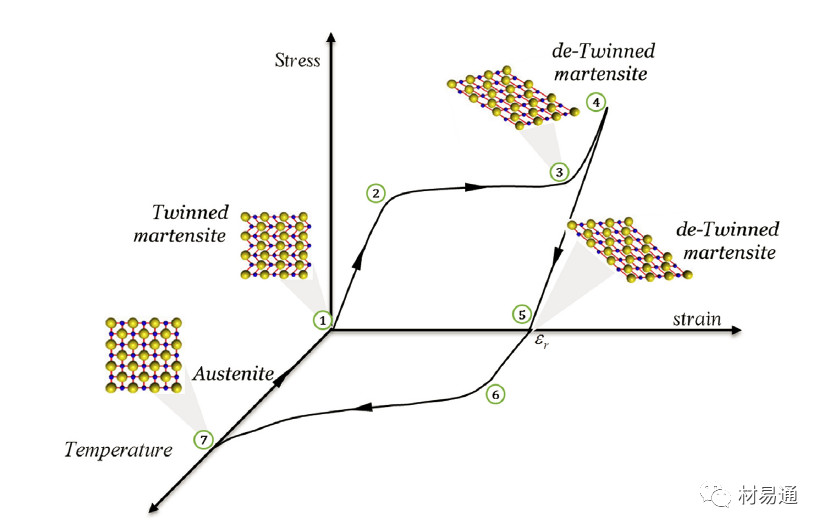 de-Twinned
martensite
Stress
4
3
2
Twinned
martensite
de-Twinned
martensite
1
5
strain
εr
Austenite
6
7
Temperature
材易通